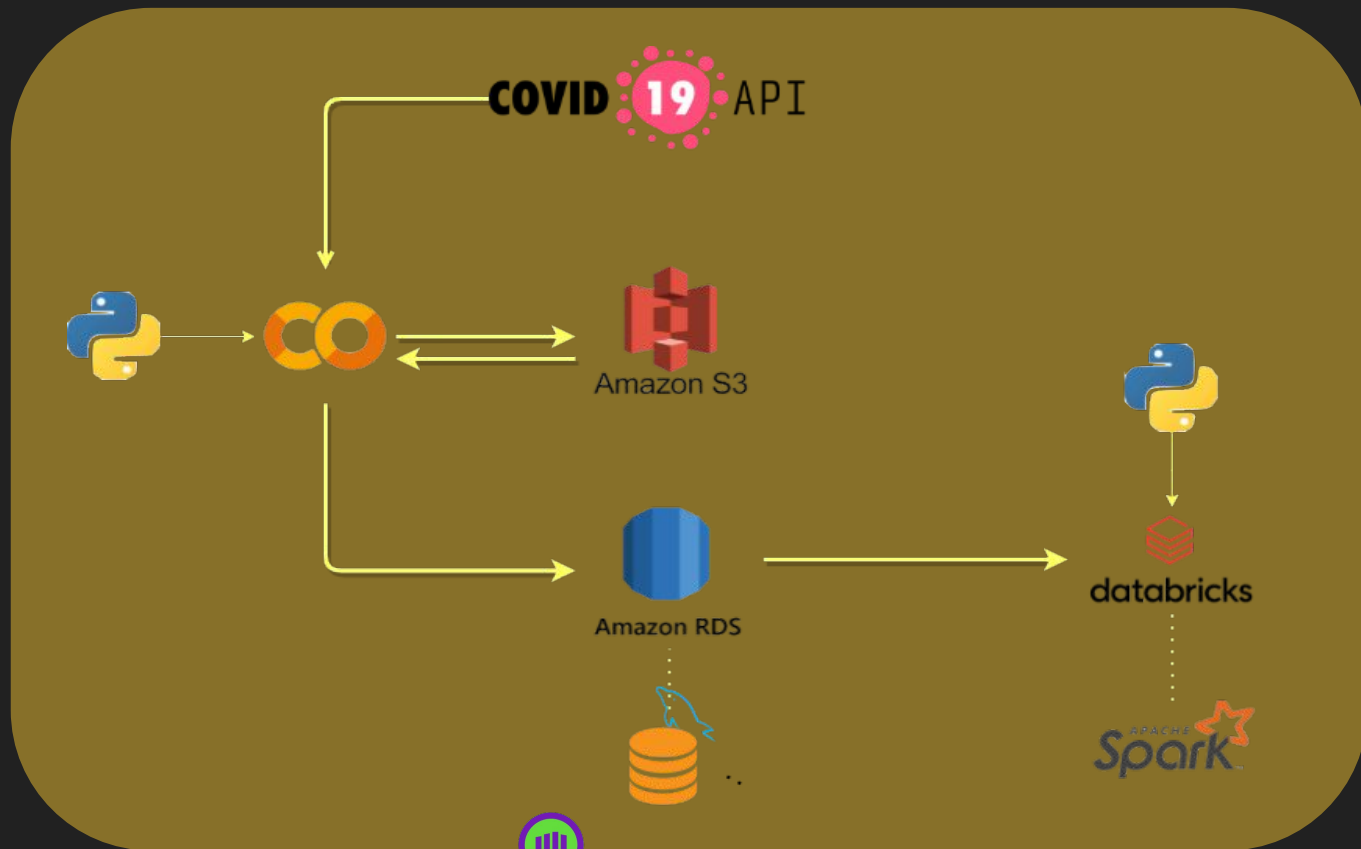 COVID 19 API
Amazon S3
Amazon RDS
databricks
APACHE
Spark